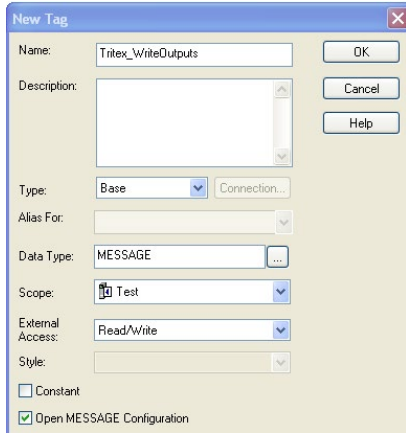 New Tag
Name: Tritex_WriteOutputs OK
Description: Cancel
Help
Type: Base Connection...
Alias For:
Data Type: MESSAGE ...
Scope: Test
External Access: Read/Write
Style:
Constant
Open MESSAGE Configuration